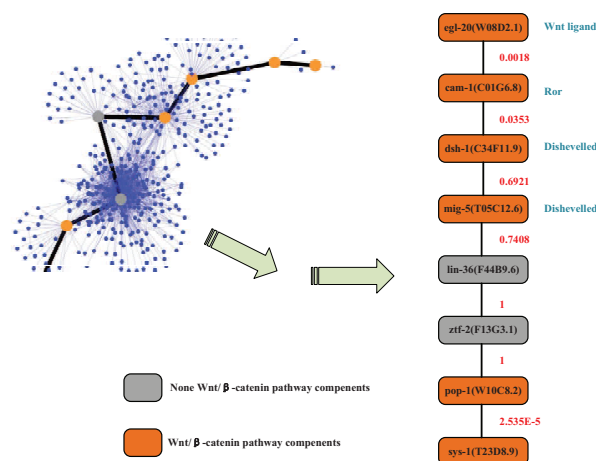 egl-20(W08D2.1) Wnt ligand
0.0018
cam-1(C01G6.8) Ror
0.0353
dsh-1(C34F11.9) Dishevelled
0.6921
mig-5(T05C12.6) Dishevelled
0.7408
lin-36(F44B9.6)
1
ztf-2(F13G3.1)
1
pop-1(W10C8.2)
2.535E-5
sys-1(T23D8.9)
None Wnt/ β -catenin pathway compenents
Wnt/ β -catenin pathway compenents